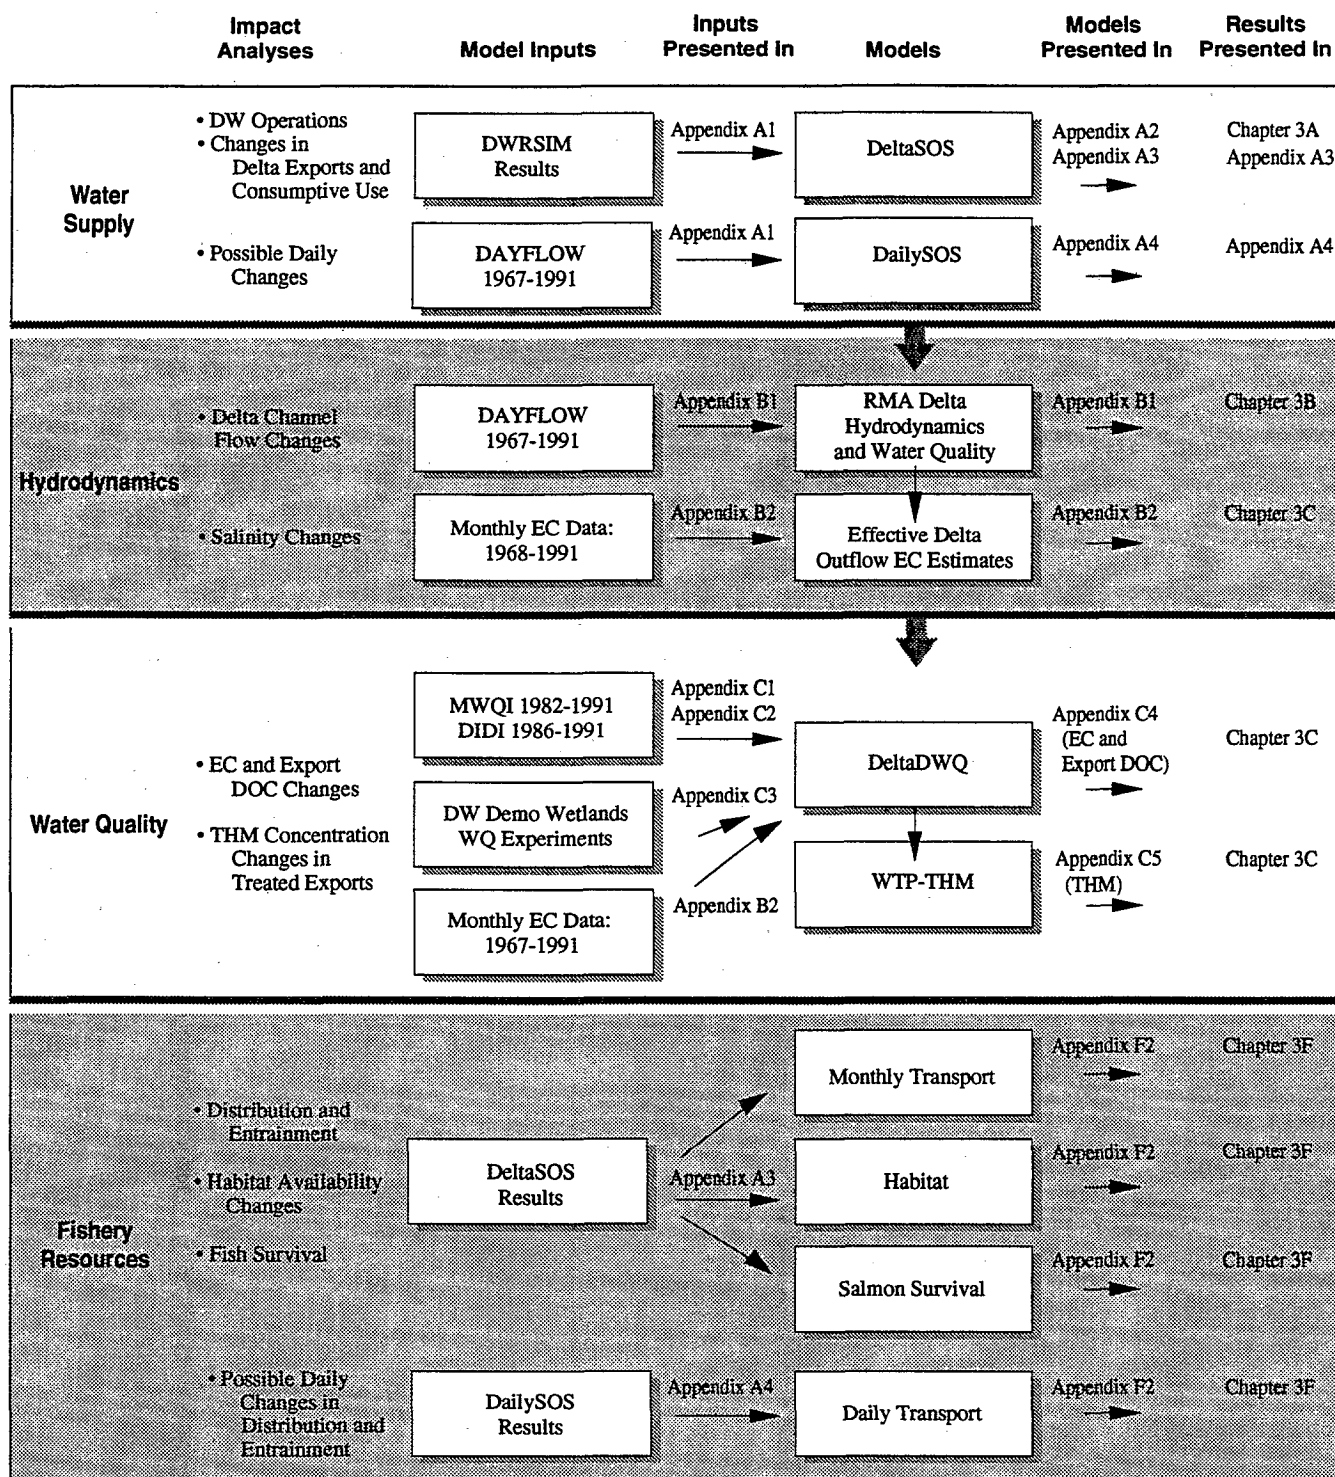 Impact
Analyses
Model Inputs
Inputs
Presented In
Models
Models
Presented In
Results
Presented In
Water
Supply
• DW Operations
• Changes in
Delta Exports and
Consumptive Use
DWRSIM
Results
Appendix A1
DeltaSOS
Appendix A2
Appendix A3
Chapter 3A
Appendix A3
• Possible Daily
Changes
DAYFLOW
1967-1991
Appendix A1
DailySOS
Appendix A4
Appendix A4
Hydrodynamics
• Delta Channel
Flow Changes
DAYFLOW
1967-1991
Appendix B1
RMA Delta
Hydrodynamics
and Water Quality
Appendix B1
Chapter 3B
• Salinity Changes
Monthly EC Data:
1968-1991
Appendix B2
Effective Delta
Outflow EC Estimates
Appendix B2
Chapter 3C
Water Quality
• EC and Export
DOC Changes
• THM Concentration
Changes in
Treated Exports
MWQI 1982-1991
DIDI 1986-1991
Appendix C1
Appendix C2
DW Demo Wetlands
WQ Experiments
Appendix C3
Monthly EC Data:
1967-1991
Appendix B2
DeltaDWQ
Appendix C4
(EC and
Export DOC)
Chapter 3C
WTP-THM
Appendix C5
(THM)
Chapter 3C
Fishery
Resources
• Distribution and
Entrainment
• Habitat Availability
Changes
• Fish Survival
DeltaSOS
Results
Appendix A3
Monthly Transport
Appendix F2
Chapter 3F
Habitat
Appendix F2
Chapter 3F
Salmon Survival
Appendix F2
Chapter 3F
• Possible Daily
Changes in
Distribution and
Entrainment
DailySOS
Results
Appendix A4
Daily Transport
Appendix F2
Chapter 3F